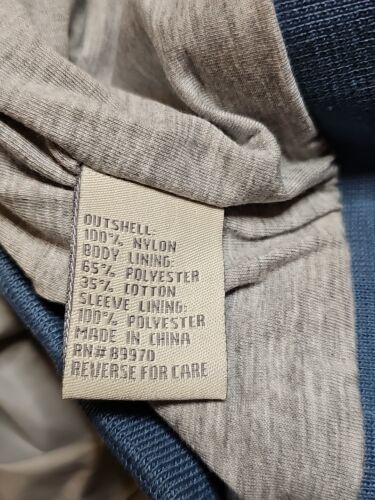 OUTSHELL:
100% NYLON
BODY LINING:
65% POLYESTER
35% COTTON
SLEEVE LINING:
100% POLYESTER
MADE IN CHINA
RN# 89970
REVERSE FOR CARE